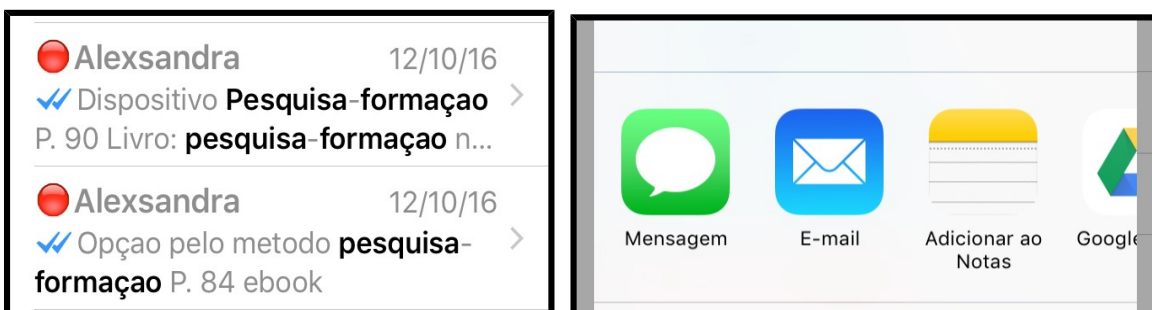 Alexsandra 12/10/16
Dispositivo Pesquisa-formaçao
P. 90 Livro: pesquisa-formaçao n...
Alexsandra 12/10/16
Opçao pelo metodo pesquisa-
formaçao P. 84 ebook
Mensagem
E-mail
Adicionar ao
Notas
Google